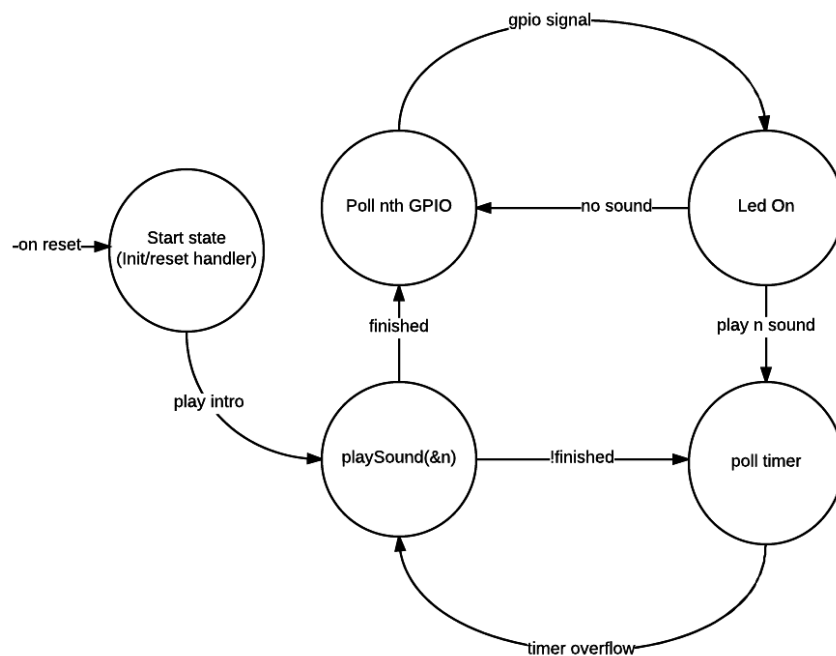 gpio signal
Poll nth GPIO
no sound
Led On
-on reset
Start state
(Init/reset handler)
finished
play n sound
play intro
playSound(&n)
!finished
poll timer
timer overflow